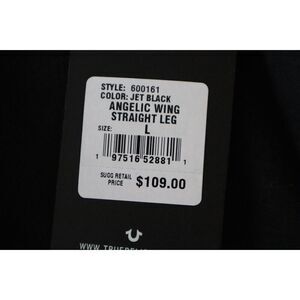 STYLE: 600161
COLOR: JET BLACK
ANGELIC WING
STRAIGHT LEG
SIZE: L
1 97516 52881 1
SUGG RETAIL
PRICE $109.00